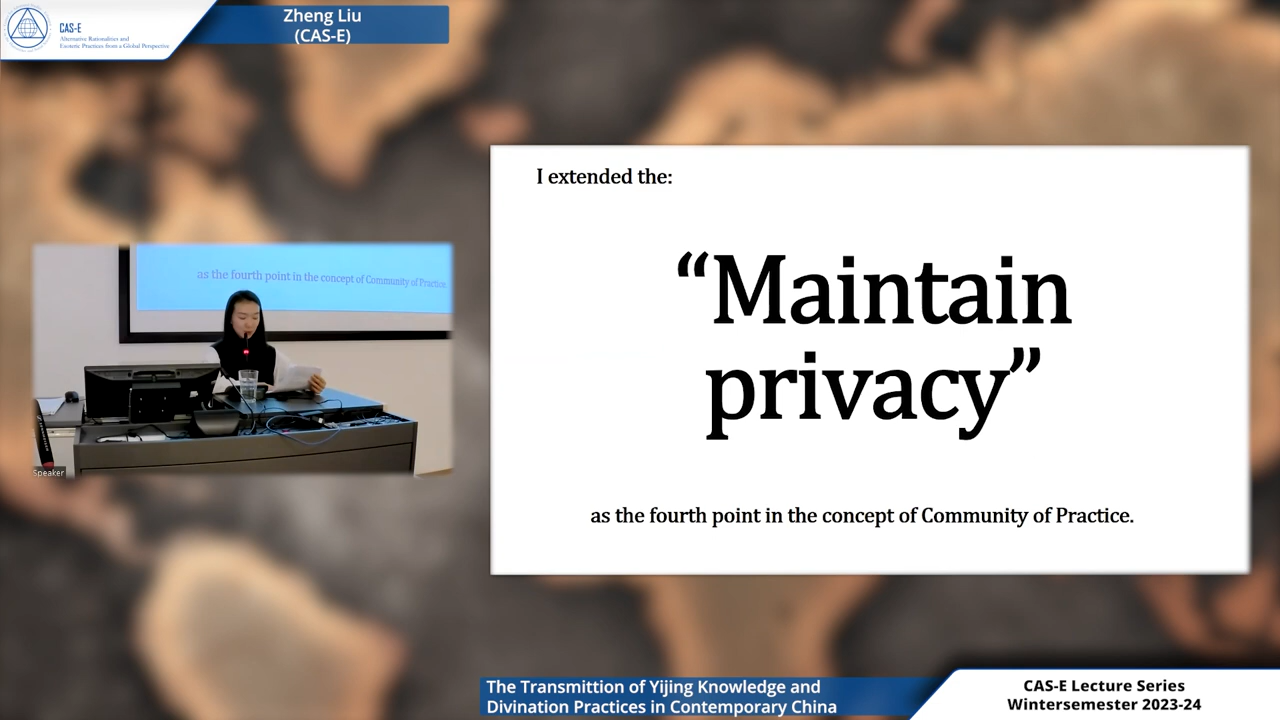 CAS-E
Alternative Rationalities and
Esoteric Practices from a Global Perspective
Zheng Liu
(CAS-E)
I extended the:
“Maintain
privacy”
as the fourth point in the concept of Community of Practice.
as the fourth point in the concept of Community of Practice.
Speaker
The Transmittion of Yijing Knowledge and
Divination Practices in Contemporary China
CAS-E Lecture Series
Wintersemester 2023-24